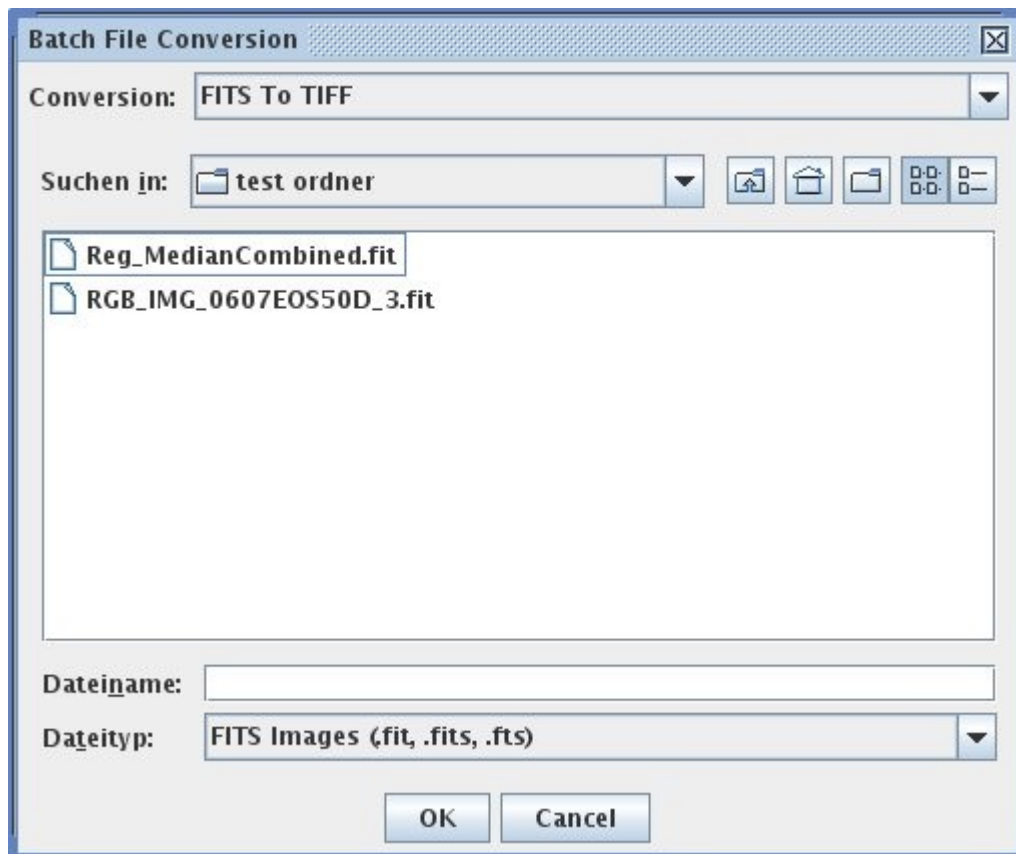 Batch File Conversion
Conversion: FITS To TIFF
Suchen in: test ordner
Reg_MedianCombined.fit
RGB_IMG_0607EOS50D_3.fit
Dateiname:
Dateityp: FITS Images (.fit, .fits, .fts)
OK Cancel